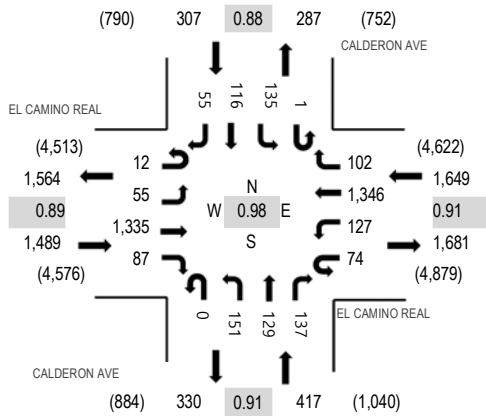 (790) 307 0.88 287 (752)
CALDERON AVE
55 116 135 1
EL CAMINO REAL
(4,513) (4,622)
12 102
1,564 1,649
55 1,346
N
0.89 W 0.98 E 0.91
1,335 127
S
1,489 1,681
87 74
(4,576) (4,879)
0 151 129 137
EL CAMINO REAL
CALDERON AVE
(884) 330 0.91 417 (1,040)